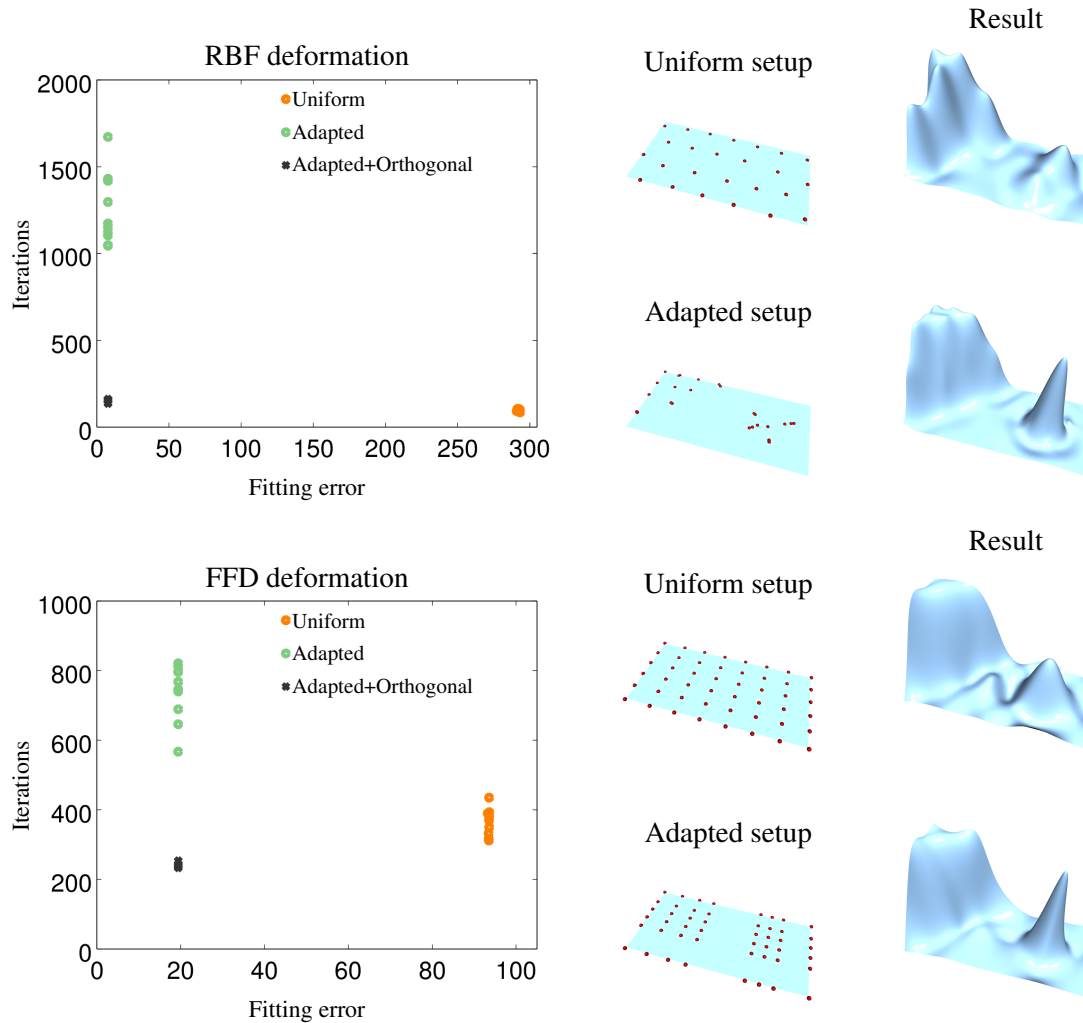 RBF deformation
2000
1500
1000
500
0
Iterations
Uniform
Adapted
Adapted+Orthogonal
0 50 100 150 200 250 300
Fitting error
Uniform setup
Result
Adapted setup
FFD deformation
1000
800
600
400
200
0
Iterations
Uniform
Adapted
Adapted+Orthogonal
0 20 40 60 80 100
Fitting error
Uniform setup
Result
Adapted setup